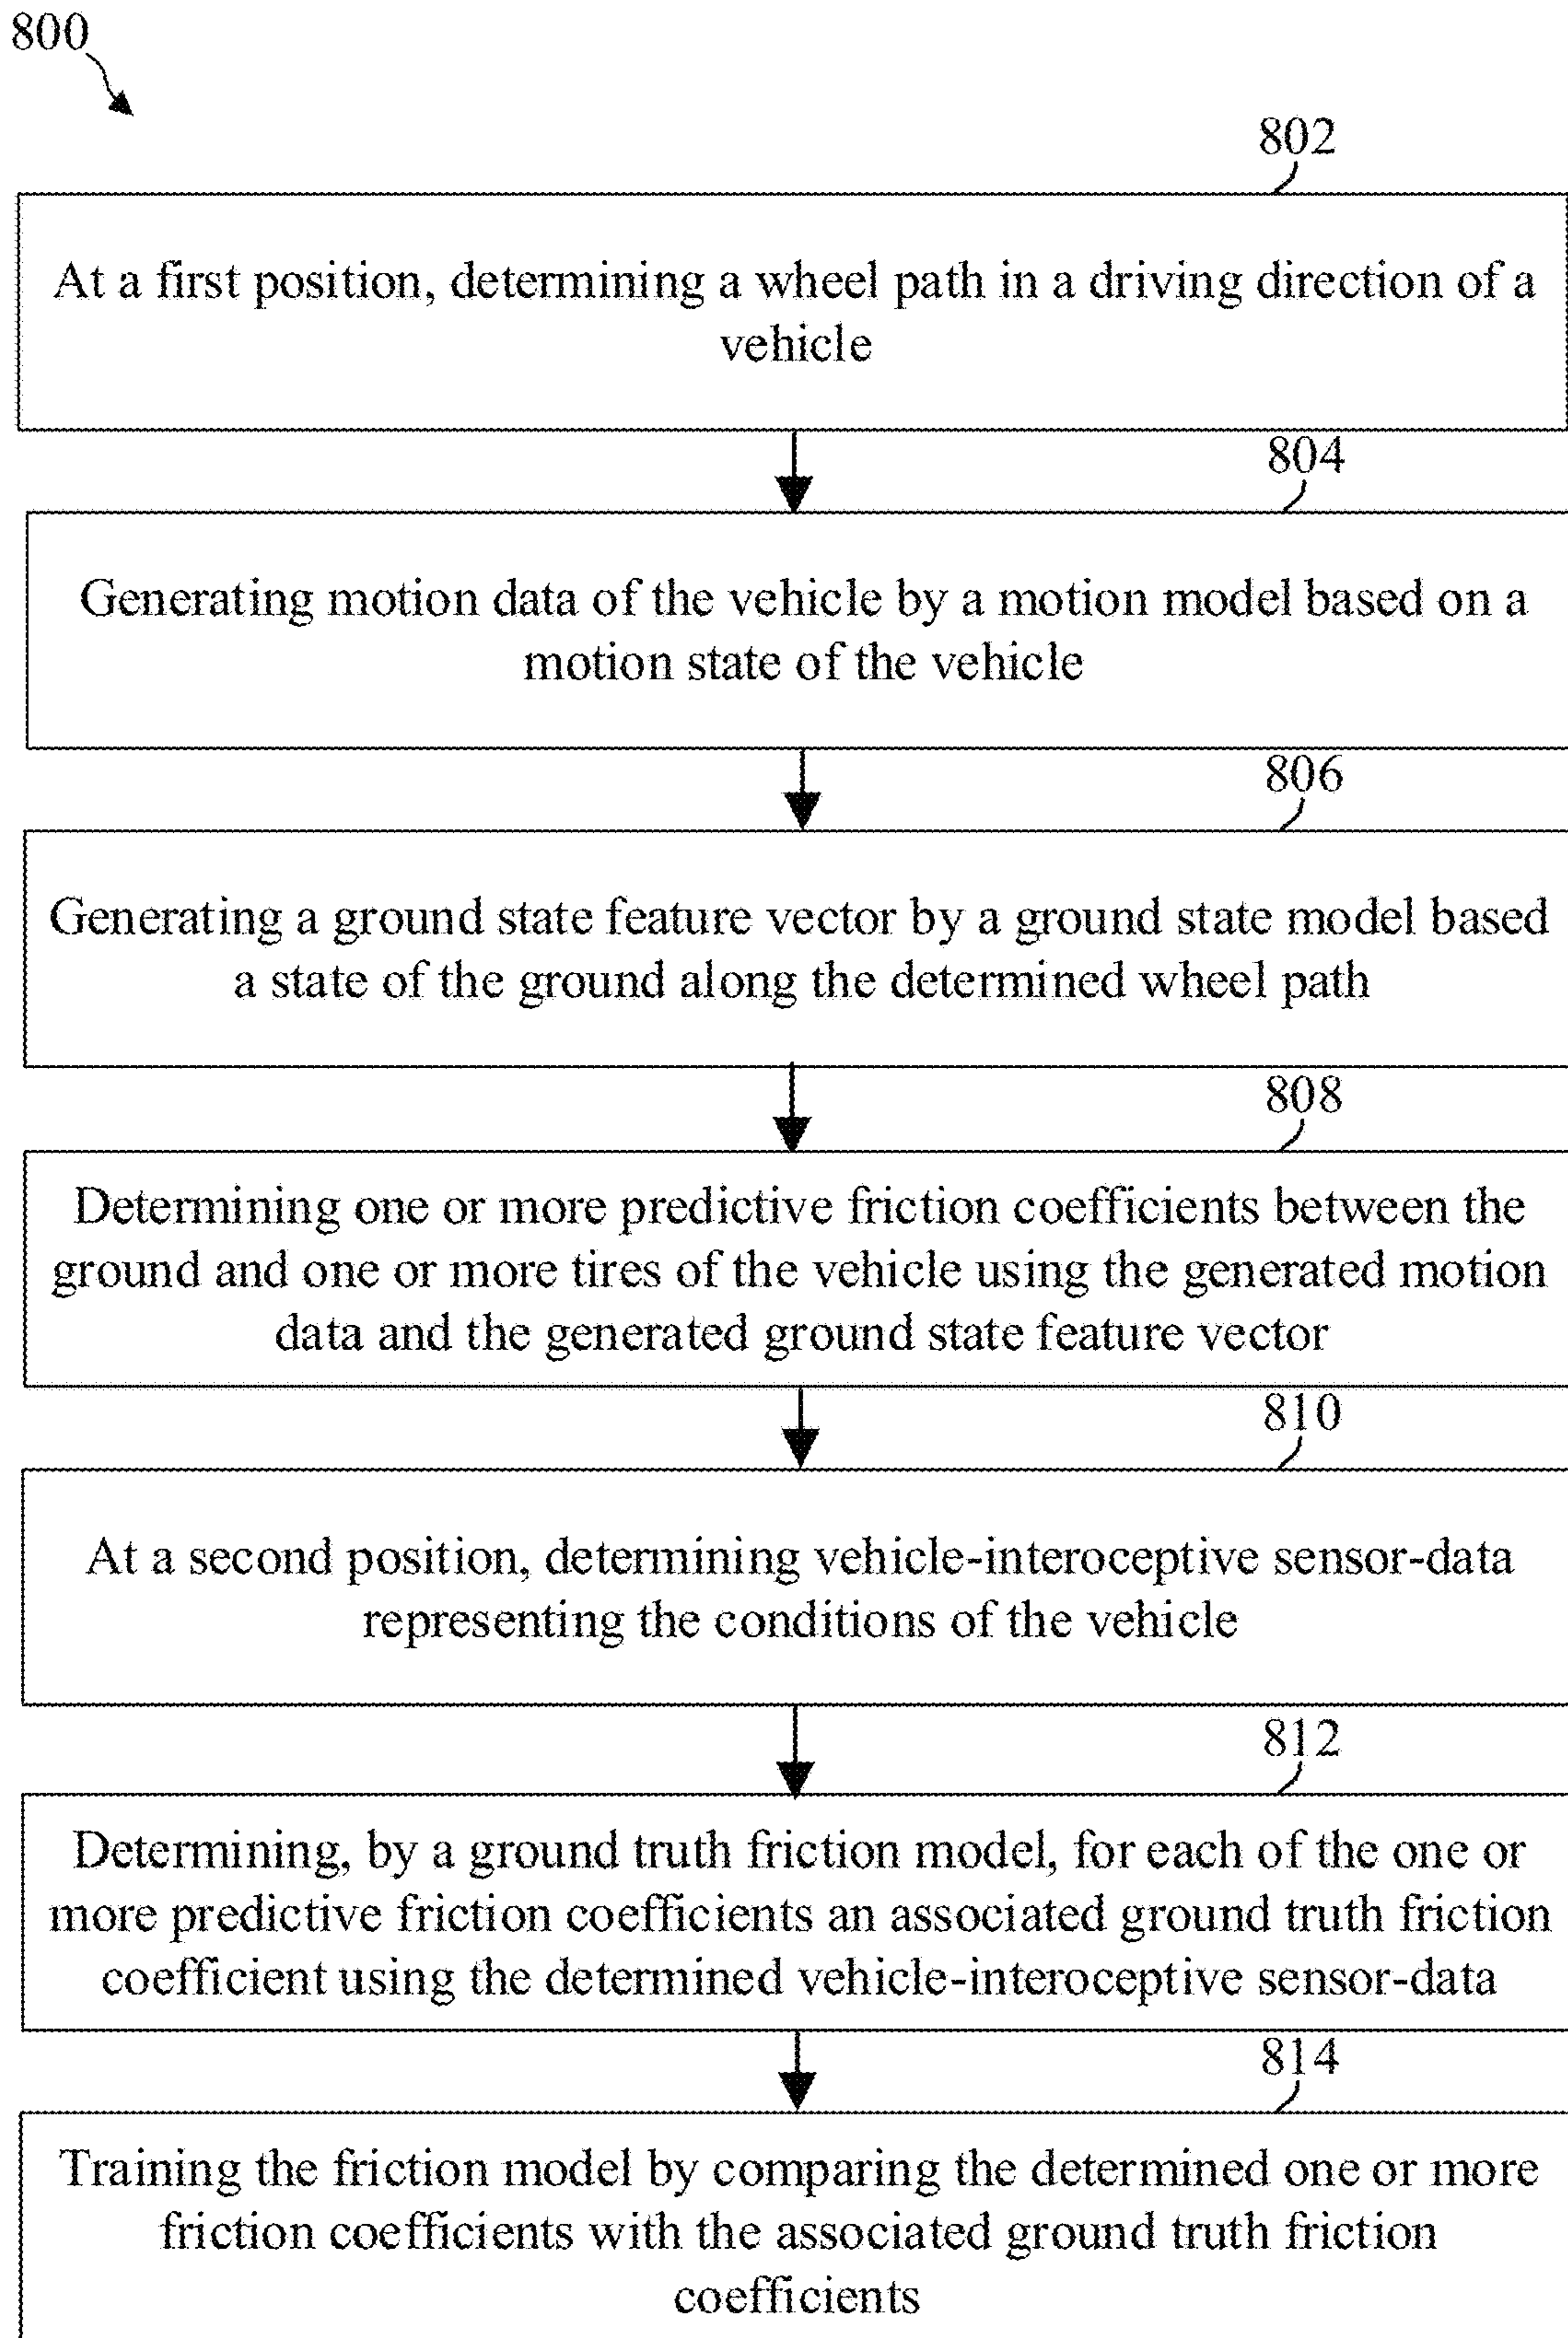 800
802
At a first position, determining a wheel path in a driving direction of a
vehicle
804
Generating motion data of the vehicle by a motion model based on a
motion state of the vehicle
806
Generating a ground state feature vector by a ground state model based
a state of the ground along the determined wheel path
808
Determining one or more predictive friction coefficients between the
ground and one or more tires of the vehicle using the generated motion
data and the generated ground state feature vector
810
At a second position, determining vehicle-interoceptive sensor-data
representing the conditions of the vehicle
812
Determining, by a ground truth friction model, for each of the one or
more predictive friction coefficients an associated ground truth friction
coefficient using the determined vehicle-interoceptive sensor-data
814
Training the friction model by comparing the determined one or more
friction coefficients with the associated ground truth friction
coefficients